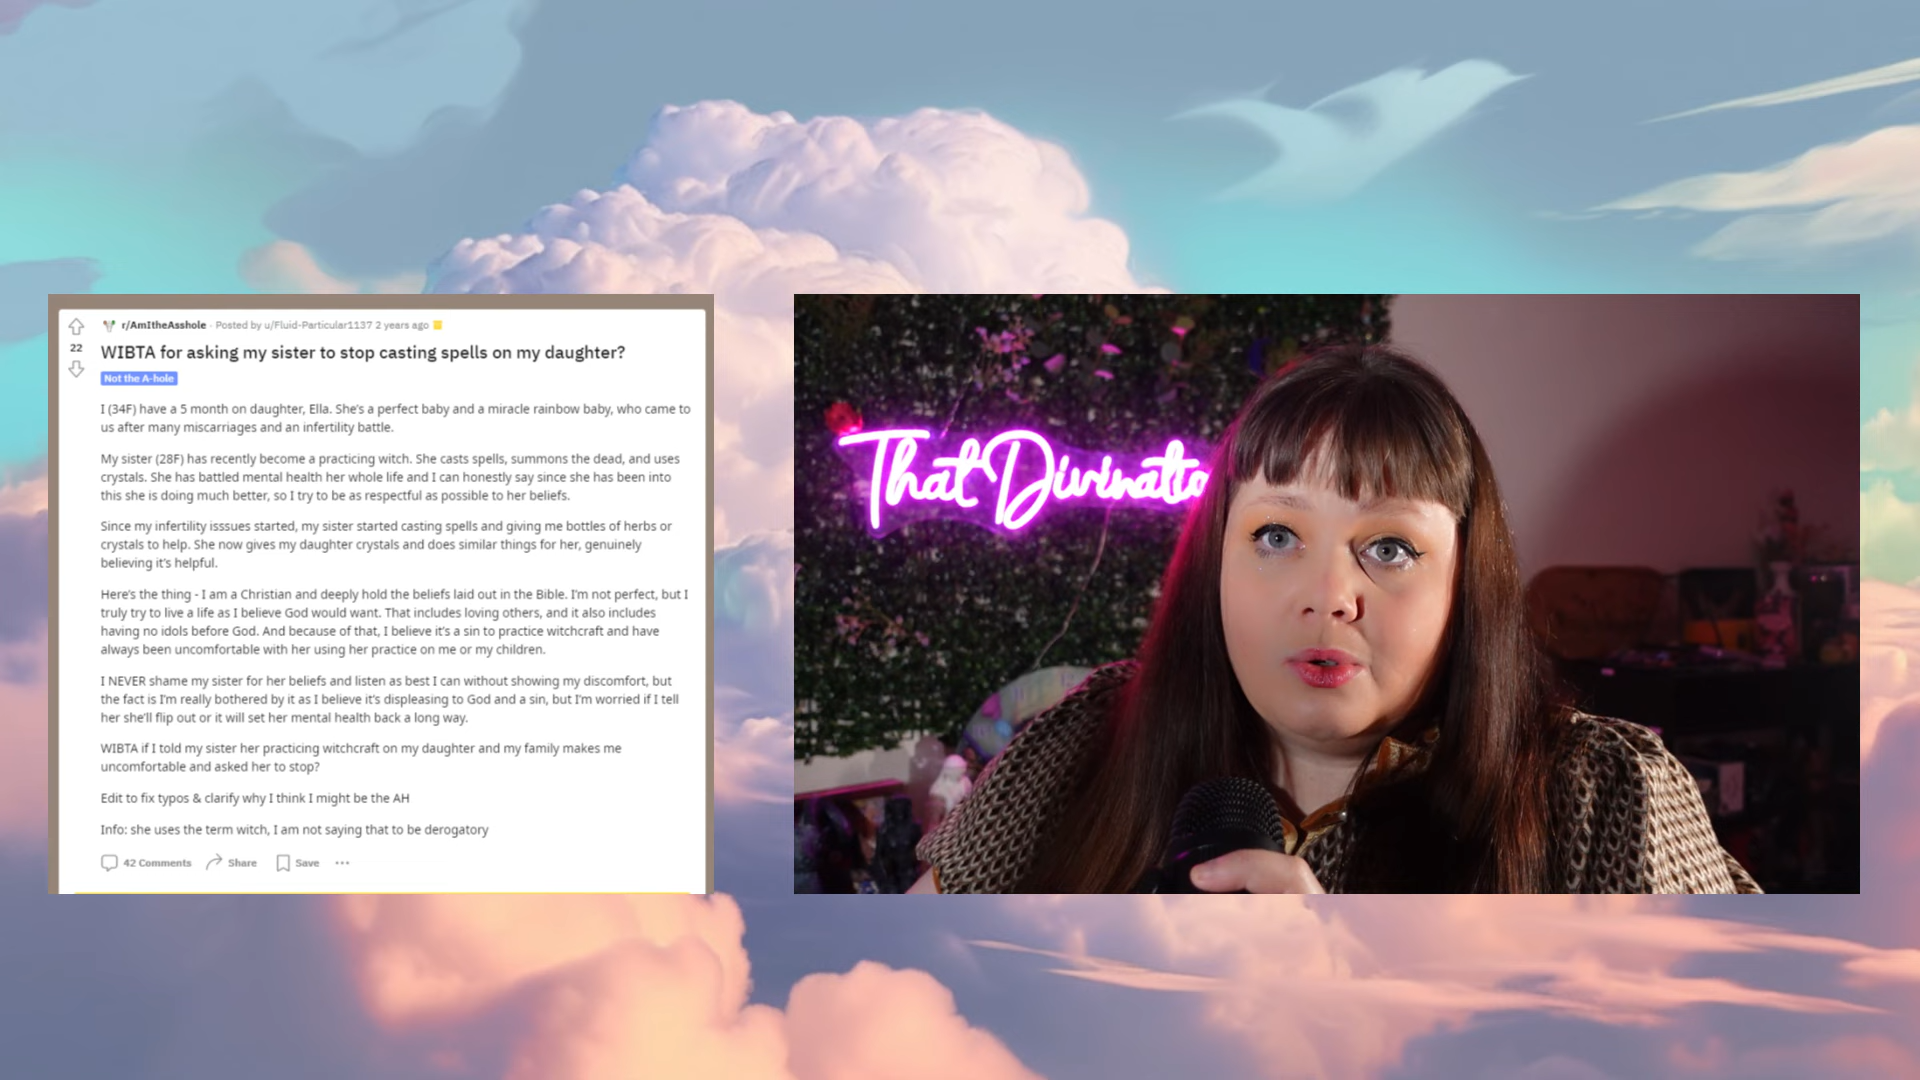 r/AmItheAsshole · Posted by u/Fluid-Particular1137 2 years ago
22
WIBTA for asking my sister to stop casting spells on my daughter?
Not the A-hole
I (34F) have a 5 month on daughter, Ella. She's a perfect baby and a miracle rainbow baby, who came to
us after many miscarriages and an infertility battle.
My sister (28F) has recently become a practicing witch. She casts spells, summons the dead, and uses
crystals. She has battled mental health her whole life and I can honestly say since she has been into
this she is doing much better, so I try to be as respectful as possible to her beliefs.
Since my infertility isssues started, my sister started casting spells and giving me bottles of herbs or
crystals to help. She now gives my daughter crystals and does similar things for her, genuinely
believing it's helpful.
Here's the thing - I am a Christian and deeply hold the beliefs laid out in the Bible. I'm not perfect, but I
truly try to live a life as I believe God would want. That includes loving others, and it also includes
having no idols before God. And because of that, I believe it's a sin to practice witchcraft and have
always been uncomfortable with her using her practice on me or my children.
I NEVER shame my sister for her beliefs and listen as best I can without showing my discomfort, but
the fact is I'm really bothered by it as I believe it's displeasing to God and a sin, but I'm worried if I tell
her she'll flip out or it will set her mental health back a long way.
WIBTA if I told my sister her practicing witchcraft on my daughter and my family makes me
uncomfortable and asked her to stop?
Edit to fix typos & clarify why I think I might be the AH
Info: she uses the term witch, I am not saying that to be derogatory
42 Comments Share Save ...
That Divinatio